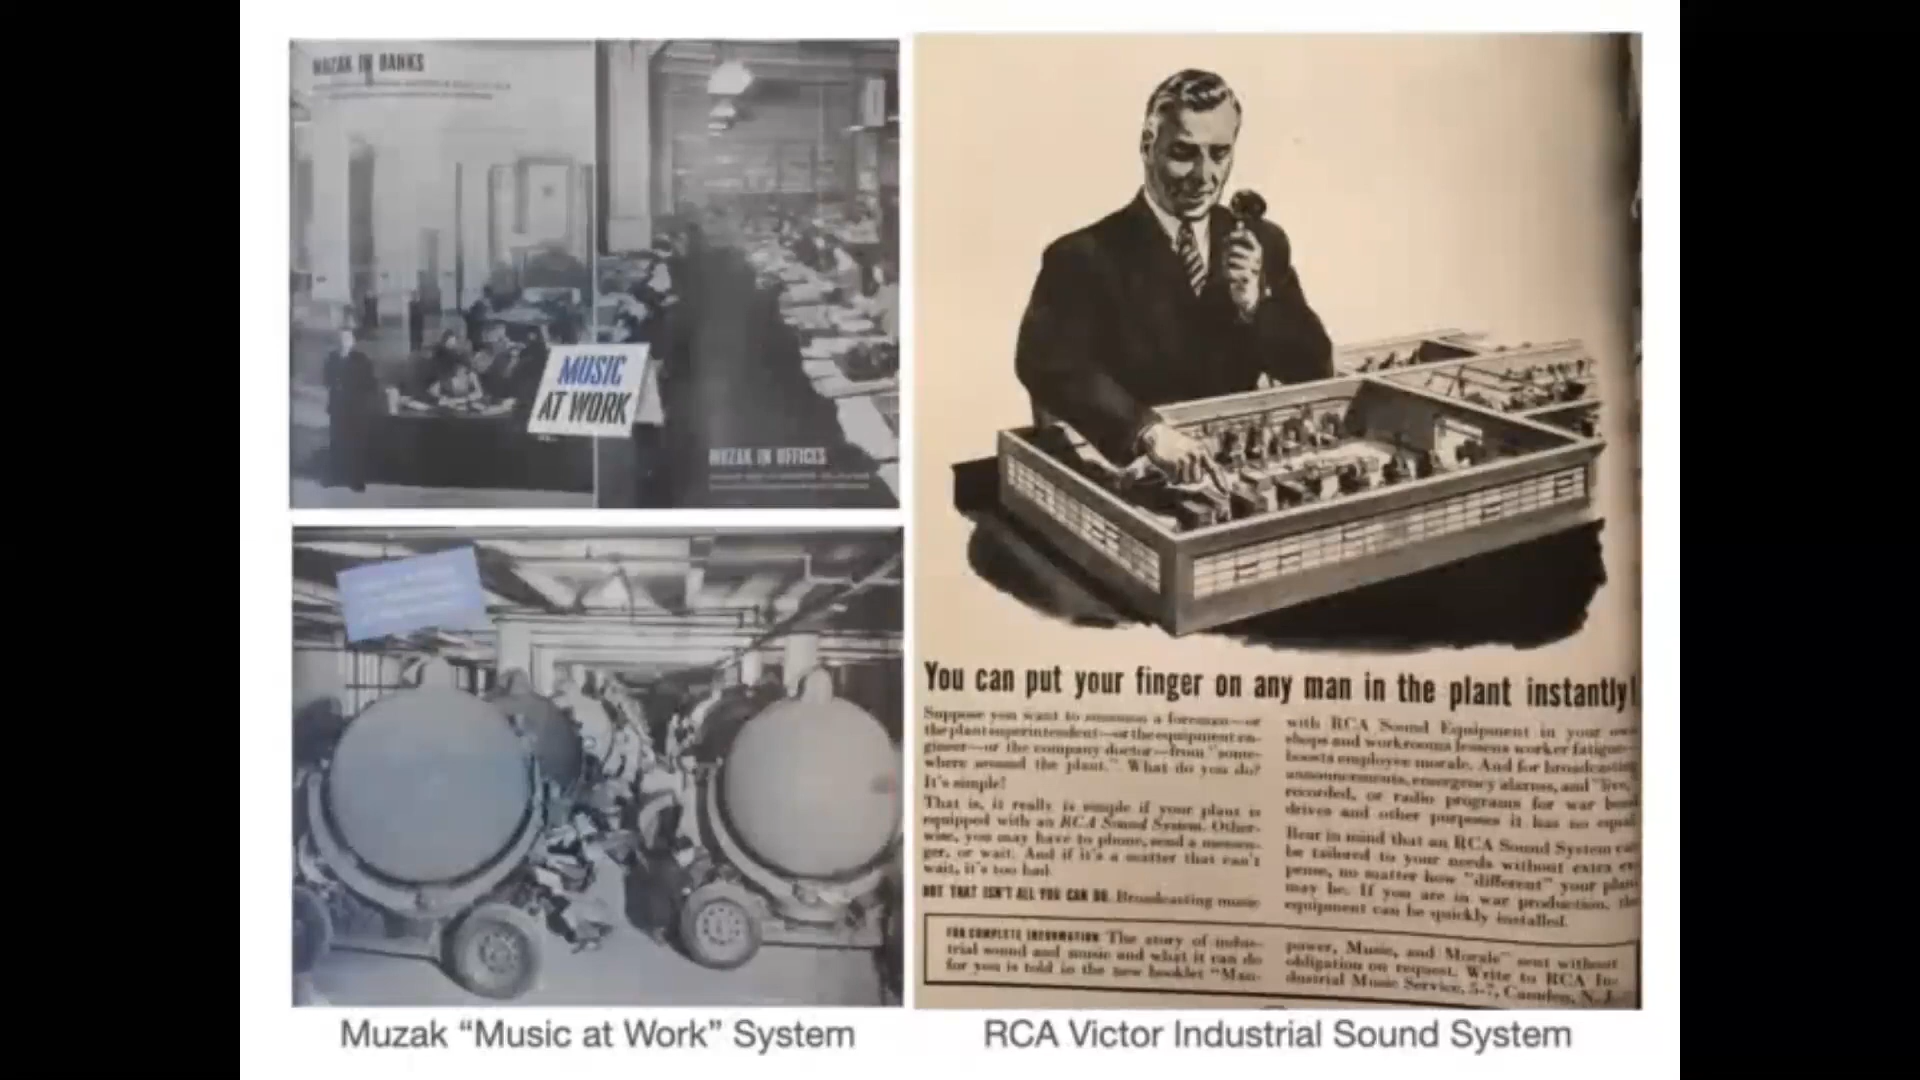 MUZAK IN BANKS
MUSIC
AT WORK
MUZAK IN OFFICES
You can put your finger on any man in the plant instantly!
Suppose you want to summon a foreman—or
the plant superintendent—or the equipment en-
gineer—or the company doctor—from "some-
where around the plant." What do you do?
It's simple!
That is, it really is simple if your plant is
equipped with an RCA Sound System. Other-
wise, you may have to phone, send a messen-
ger, or wait. And if it's a matter that can't
wait, it's too bad.
BUT THAT ISN'T ALL YOU CAN DO. Broadcasting music
with RCA Sound Equipment in your own
shops and workrooms lessens worker fatigue—
boosts employee morale. And for broadcasting
announcements, emergency alarms, and "live,"
recorded, or radio programs for war bond
drives and other purposes it has no equal.
Bear in mind that an RCA Sound System can
be tailored to your needs without extra ex-
pense, no matter how "different" your plant
may be. If you are in war production, the
equipment can be quickly installed.
FOR COMPLETE INFORMATION The story of indus-
trial sound and music and what it can do
for you is told in the new booklet "Man-
power, Music, and Morale" sent without
obligation on request. Write to RCA In-
dustrial Music Service, 5-7, Camden, N. J.
Muzak “Music at Work” System
RCA Victor Industrial Sound System